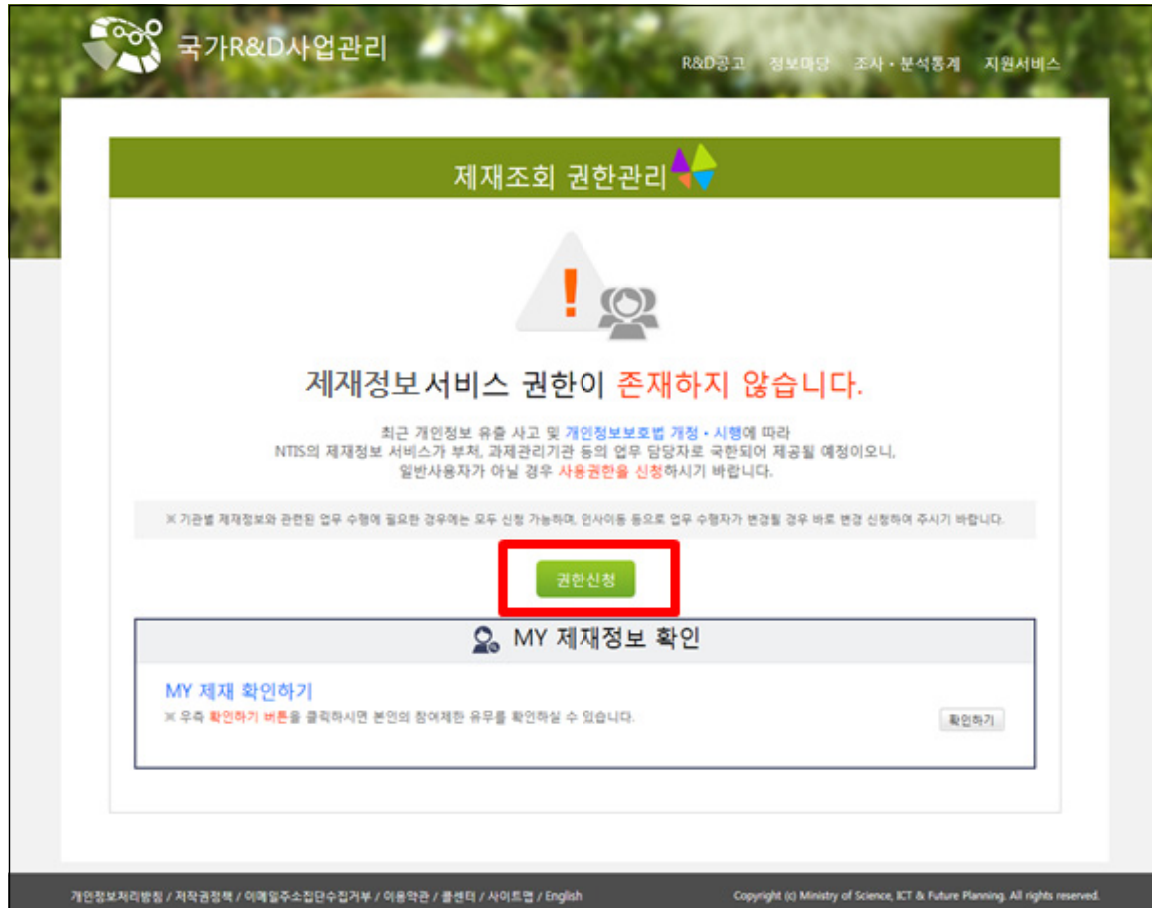 국가R&D사업관리
R&D공고 정보마당 조사・분석통계 지원서비스
제재조회 권한관리
!
제재정보 서비스 권한이 존재하지 않습니다.
최근 개인정보 유출 사고 및 개인정보보호법 개정・시행에 따라
NTIS의 제재정보 서비스가 부처, 과제관리기관 등의 업무 담당자로 국한되어 제공될 예정이오니,
일반사용자가 아닐 경우 사용권한을 신청하시기 바랍니다.
※ 기관별 제재정보와 관련된 업무 수행에 필요한 경우에는 모두 신청 가능하며, 인사이동 등으로 업무 수행자가 변경될 경우 바로 변경 신청하여 주시기 바랍니다.
권한신청
MY 제재정보 확인
MY 제재 확인하기
※ 우측 확인하기 버튼을 클릭하시면 본인의 참여제한 유무를 확인하실 수 있습니다.
확인하기
개인정보처리방침 / 저작권정책 / 이메일주소집단수집거부 / 이용약관 / 콜센터 / 사이트맵 / English
Copyright (c) Ministry of Science, ICT & Future Planning. All rights reserved.